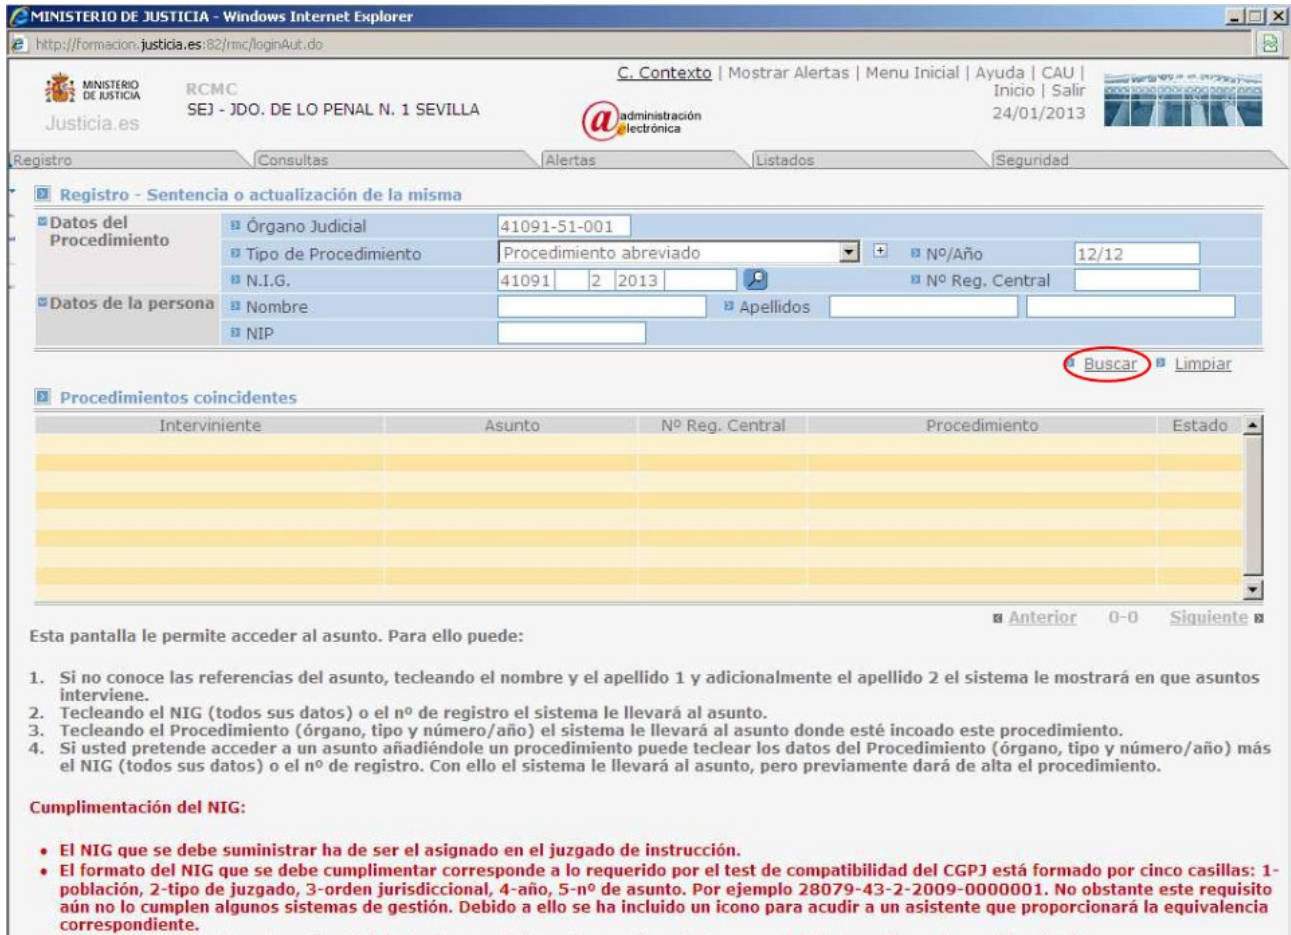 MINISTERIO DE JUSTICIA - Windows Internet Explorer
http://formacion.justicia.es:82/rmc/loginAut.do
MINISTERIO
DE JUSTICIA
Justicia.es
RCMC
SEJ - JDO. DE LO PENAL N. 1 SEVILLA
administración
electrónica
C. Contexto | Mostrar Alertas | Menu Inicial | Ayuda | CAU |
Inicio | Salir
24/01/2013
Registro Consultas Alertas Listados Seguridad
Registro - Sentencia o actualización de la misma
Datos del
Procedimiento
Órgano Judicial 41091-51-001
Tipo de Procedimiento Procedimiento abreviado + Nº/Año 12/12
N.I.G. 41091 2 2013 Nº Reg. Central
Datos de la persona Nombre Apellidos
NIP
Buscar Limpiar
Procedimientos coincidentes
Interviniente Asunto Nº Reg. Central Procedimiento Estado
Anterior 0-0 Siguiente
Esta pantalla le permite acceder al asunto. Para ello puede:
1. Si no conoce las referencias del asunto, tecleando el nombre y el apellido 1 y adicionalmente el apellido 2 el sistema le mostrará en que asuntos
interviene.
2. Tecleando el NIG (todos sus datos) o el nº de registro el sistema le llevará al asunto.
3. Tecleando el Procedimiento (órgano, tipo y número/año) el sistema le llevará al asunto donde esté incoado este procedimiento.
4. Si usted pretende acceder a un asunto añadiéndole un procedimiento puede teclear los datos del Procedimiento (órgano, tipo y número/año) más
el NIG (todos sus datos) o el nº de registro. Con ello el sistema le llevará al asunto, pero previamente dará de alta el procedimiento.
Cumplimentación del NIG:
• El NIG que se debe suministrar ha de ser el asignado en el juzgado de instrucción.
• El formato del NIG que se debe cumplimentar corresponde a lo requerido por el test de compatibilidad del CGPJ está formado por cinco casillas: 1-
población, 2-tipo de juzgado, 3-orden jurisdiccional, 4-año, 5-nº de asunto. Por ejemplo 28079-43-2-2009-0000001. No obstante este requisito
aún no lo cumplen algunos sistemas de gestión. Debido a ello se ha incluido un icono para acudir a un asistente que proporcionará la equivalencia
correspondiente.